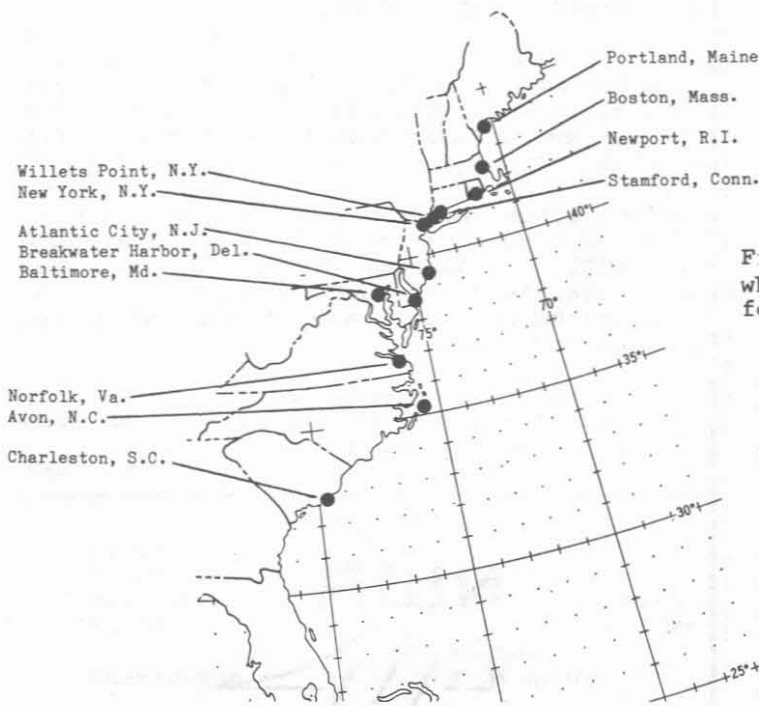 Portland, Maine
Boston, Mass.
Newport, R.I.
Stamford, Conn.
Willets Point, N.Y.
New York, N.Y.
Atlantic City, N.J.
Breakwater Harbor, Del.
Baltimore, Md.
Norfolk, Va.
Avon, N.C.
Charleston, S.C.
40°
75°
70°
35°
30°
25°